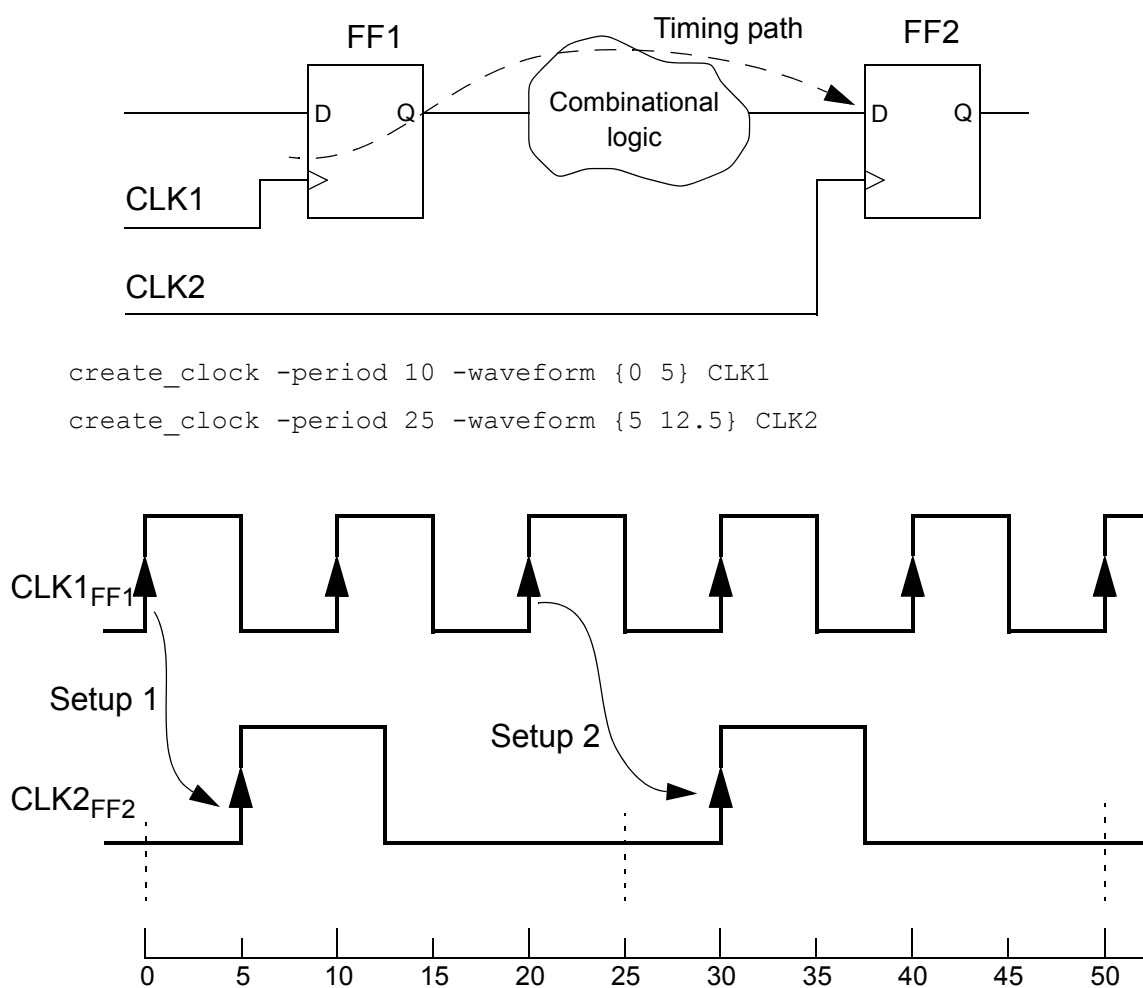 FF1 Timing path FF2
D Q Combinational logic D Q
CLK1
CLK2
create_clock -period 10 -waveform {0 5} CLK1
create_clock -period 25 -waveform {5 12.5} CLK2
CLK1FF1
Setup 1
Setup 2
CLK2FF2
0 5 10 15 20 25 30 35 40 45 50